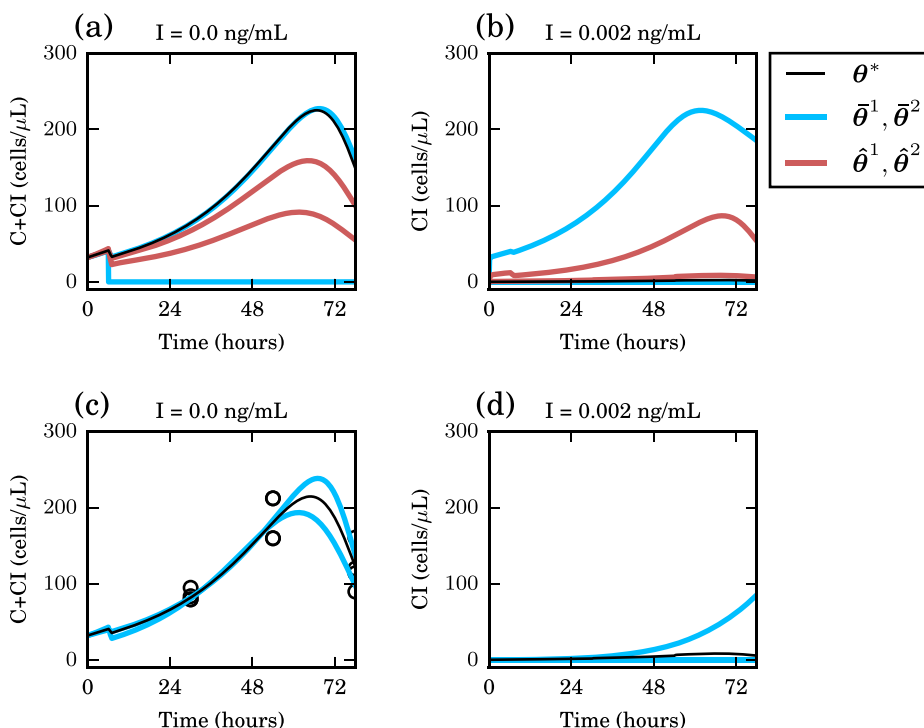 (a) I = 0.0 ng/mL
300
200
100
0
C+CI (cells/μL)
0 24 48 72
Time (hours)
(b) I = 0.002 ng/mL
300
200
100
0
CI (cells/μL)
0 24 48 72
Time (hours)
θ*
θ̄¹, θ̄²
θ̂¹, θ̂²
(c) I = 0.0 ng/mL
300
200
100
0
C+CI (cells/μL)
0 24 48 72
Time (hours)
(d) I = 0.002 ng/mL
300
200
100
0
CI (cells/μL)
0 24 48 72
Time (hours)